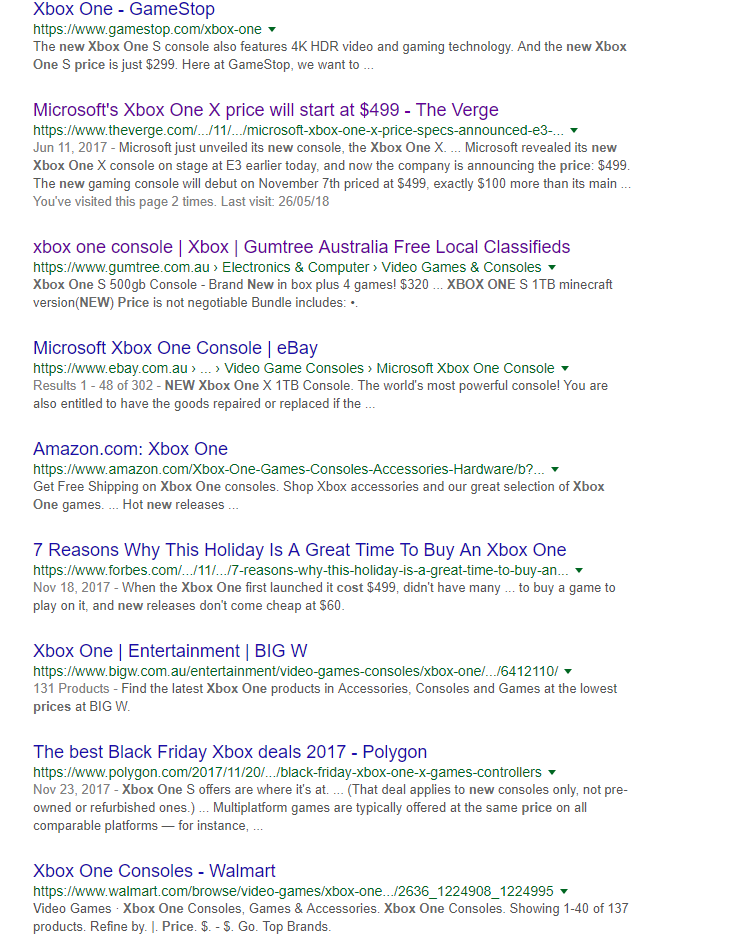 Xbox One - GameStop
https://www.gamestop.com/xbox-one
The new Xbox One S console also features 4K HDR video and gaming technology. And the new Xbox
One S price is just $299. Here at GameStop, we want to ...
Microsoft's Xbox One X price will start at $499 - The Verge
https://www.theverge.com/.../11/.../microsoft-xbox-one-x-price-specs-announced-e3-...
Jun 11, 2017 - Microsoft just unveiled its new console, the Xbox One X. ... Microsoft revealed its new
Xbox One X console on stage at E3 earlier today, and now the company is announcing the price: $499.
The new gaming console will debut on November 7th priced at $499, exactly $100 more than its main ...
You've visited this page 2 times. Last visit: 26/05/18
xbox one console | Xbox | Gumtree Australia Free Local Classifieds
https://www.gumtree.com.au › Electronics & Computer › Video Games & Consoles
Xbox One S 500gb Console - Brand New in box plus 4 games! $320 ... XBOX ONE S 1TB minecraft
version(NEW) Price is not negotiable Bundle includes: •.
Microsoft Xbox One Console | eBay
https://www.ebay.com.au › ... › Video Game Consoles › Microsoft Xbox One Console
Results 1 - 48 of 302 - NEW Xbox One X 1TB Console. The world's most powerful console! You are
also entitled to have the goods repaired or replaced if the ...
Amazon.com: Xbox One
https://www.amazon.com/Xbox-One-Games-Consoles-Accessories-Hardware/b?...
Get Free Shipping on Xbox One consoles. Shop Xbox accessories and our great selection of Xbox
One games. ... Hot new releases ...
7 Reasons Why This Holiday Is A Great Time To Buy An Xbox One
https://www.forbes.com/.../11/.../7-reasons-why-this-holiday-is-a-great-time-to-buy-an...
Nov 18, 2017 - When the Xbox One first launched it cost $499, didn't have many ... to buy a game to
play on it, and new releases don't come cheap at $60.
Xbox One | Entertainment | BIG W
https://www.bigw.com.au/entertainment/video-games-consoles/xbox-one/.../6412110/
131 Products - Find the latest Xbox One products in Accessories, Consoles and Games at the lowest
prices at BIG W.
The best Black Friday Xbox deals 2017 - Polygon
https://www.polygon.com/2017/11/20/.../black-friday-xbox-one-x-games-controllers
Nov 23, 2017 - Xbox One S offers are where it's at. ... (That deal applies to new consoles only, not pre-
owned or refurbished ones.) ... Multiplatform games are typically offered at the same price on all
comparable platforms — for instance, ...
Xbox One Consoles - Walmart
https://www.walmart.com/browse/video-games/xbox-one.../2636_1224908_1224995
Video Games · Xbox One Consoles, Games & Accessories. Xbox One Consoles. Showing 1-40 of 137
products. Refine by. |. Price. $. - $. Go. Top Brands.